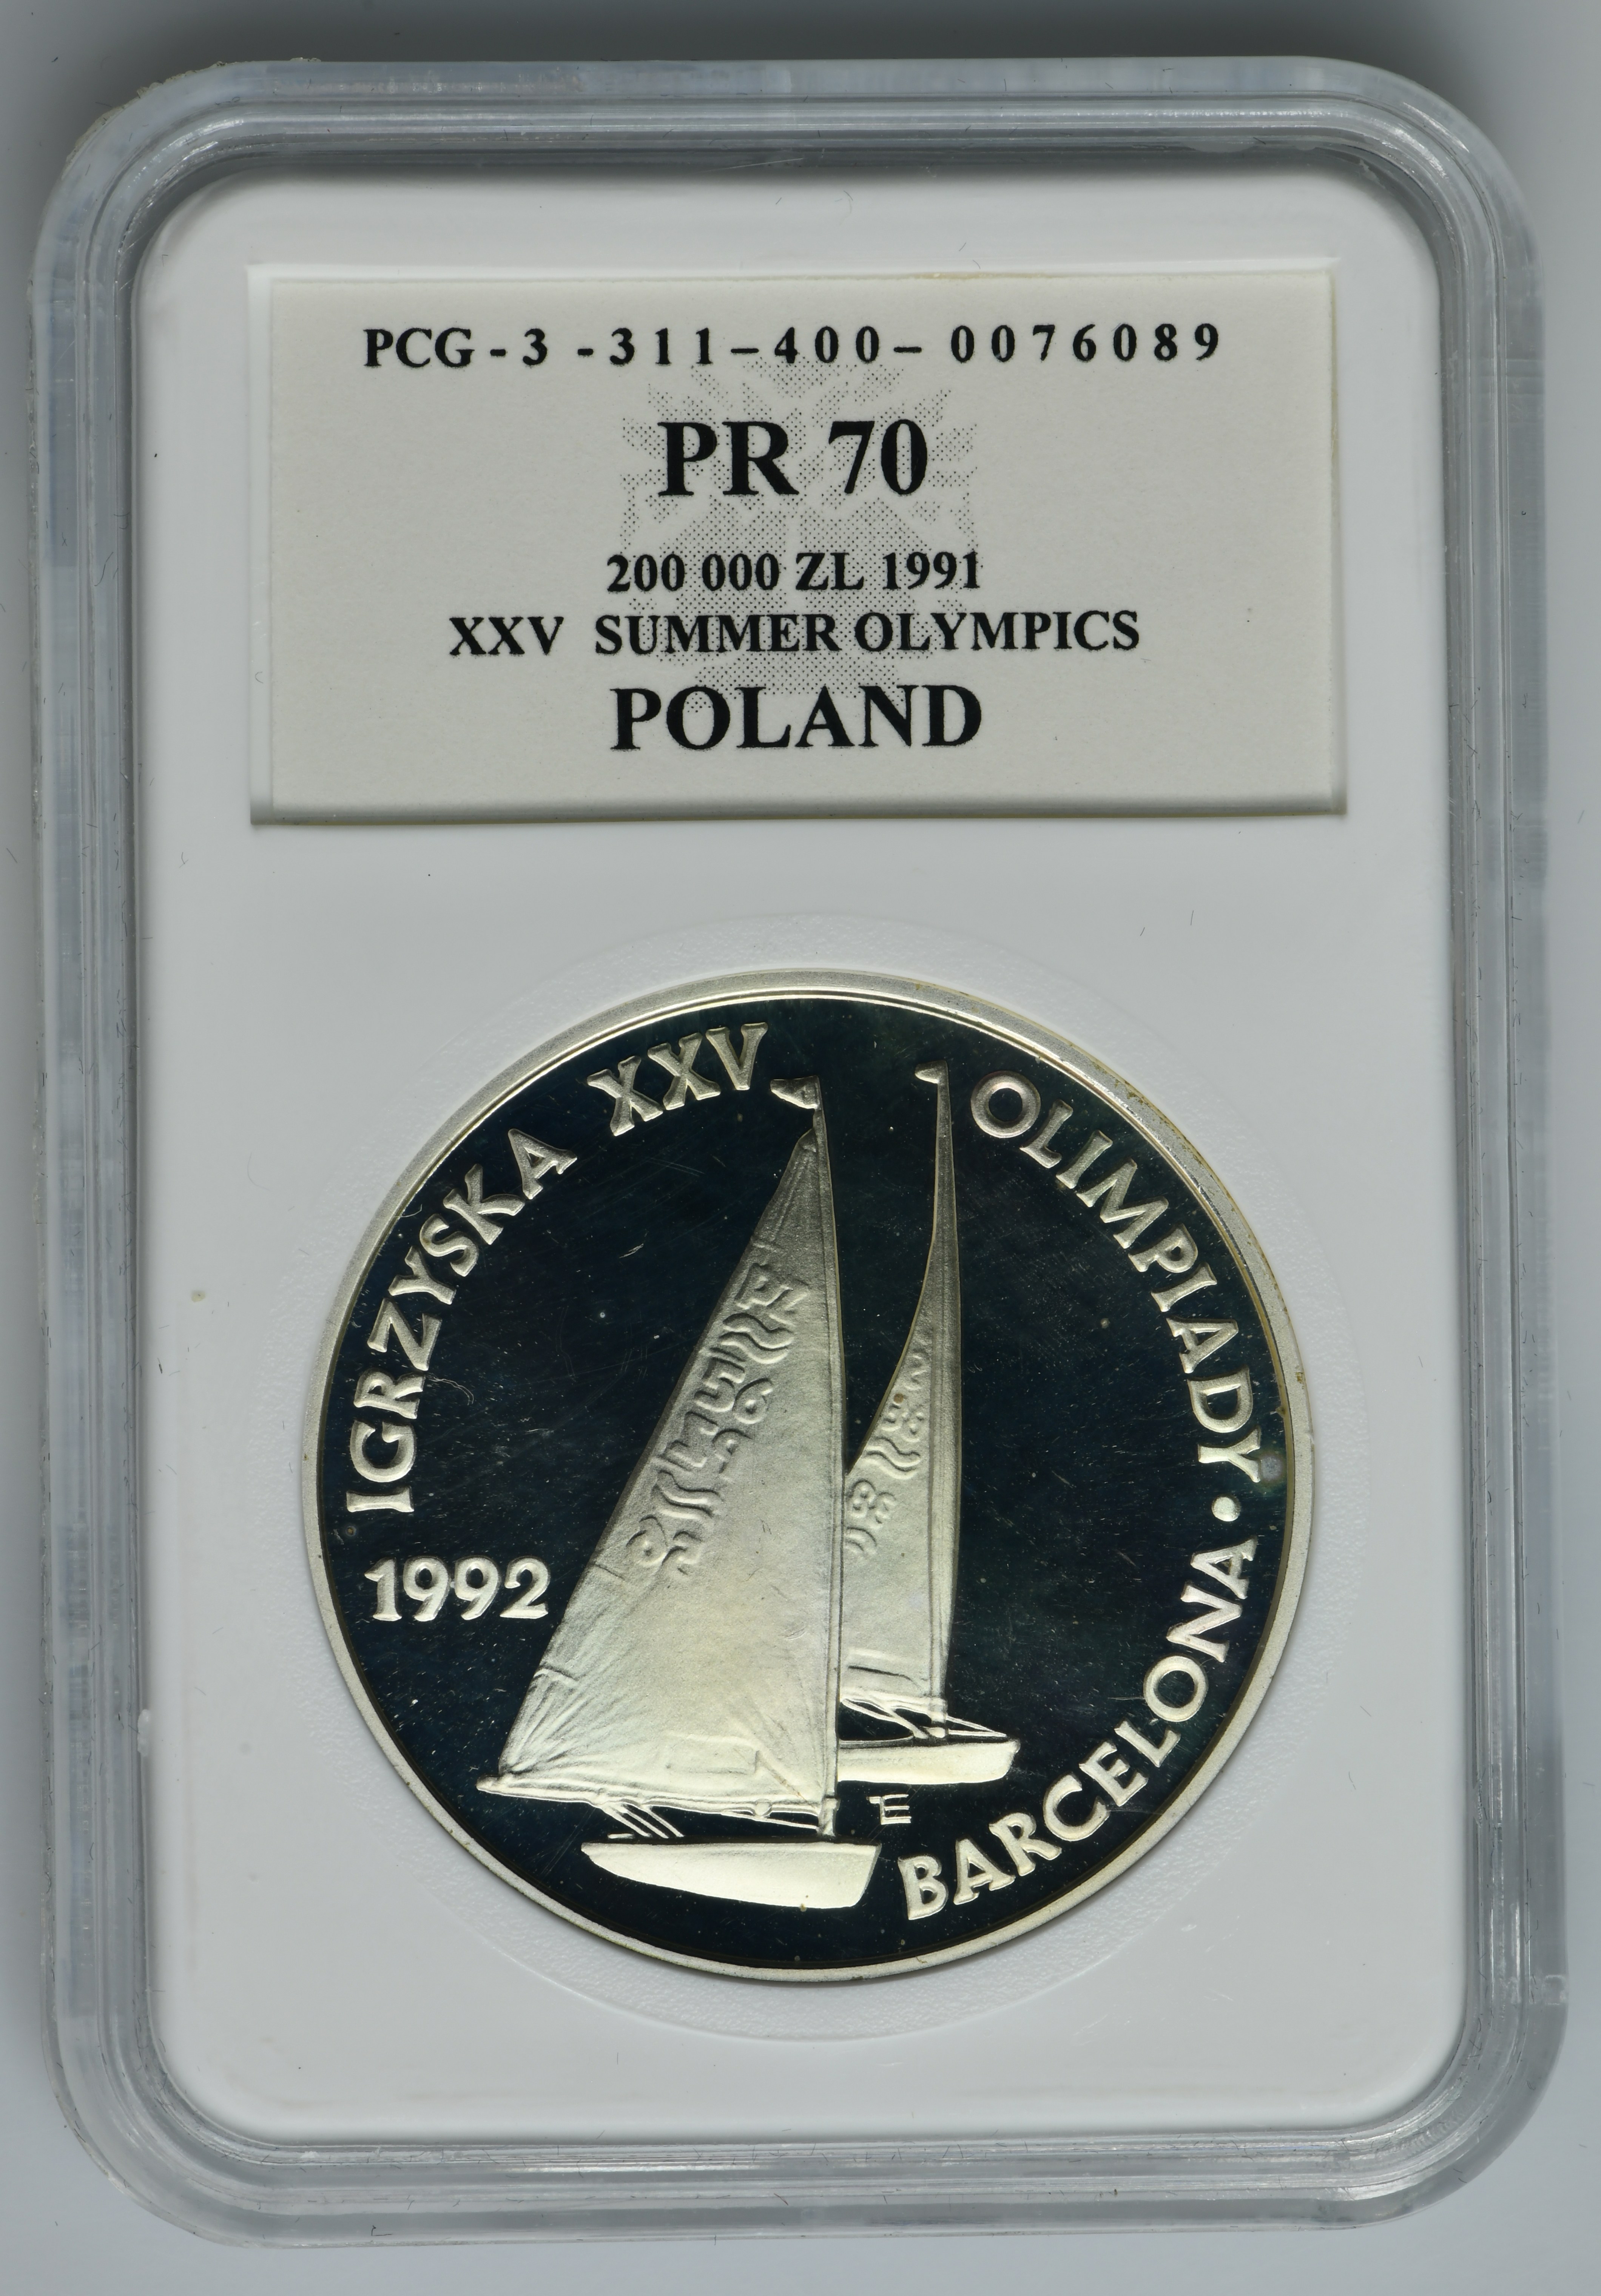 PCG - 3 - 311 – 400 – 0076089
PR 70
200 000 ZL 1991
XXV SUMMER OLYMPICS
POLAND
IGRZYSKA XXV OLIMPIADY • BARCELONA
1992
E